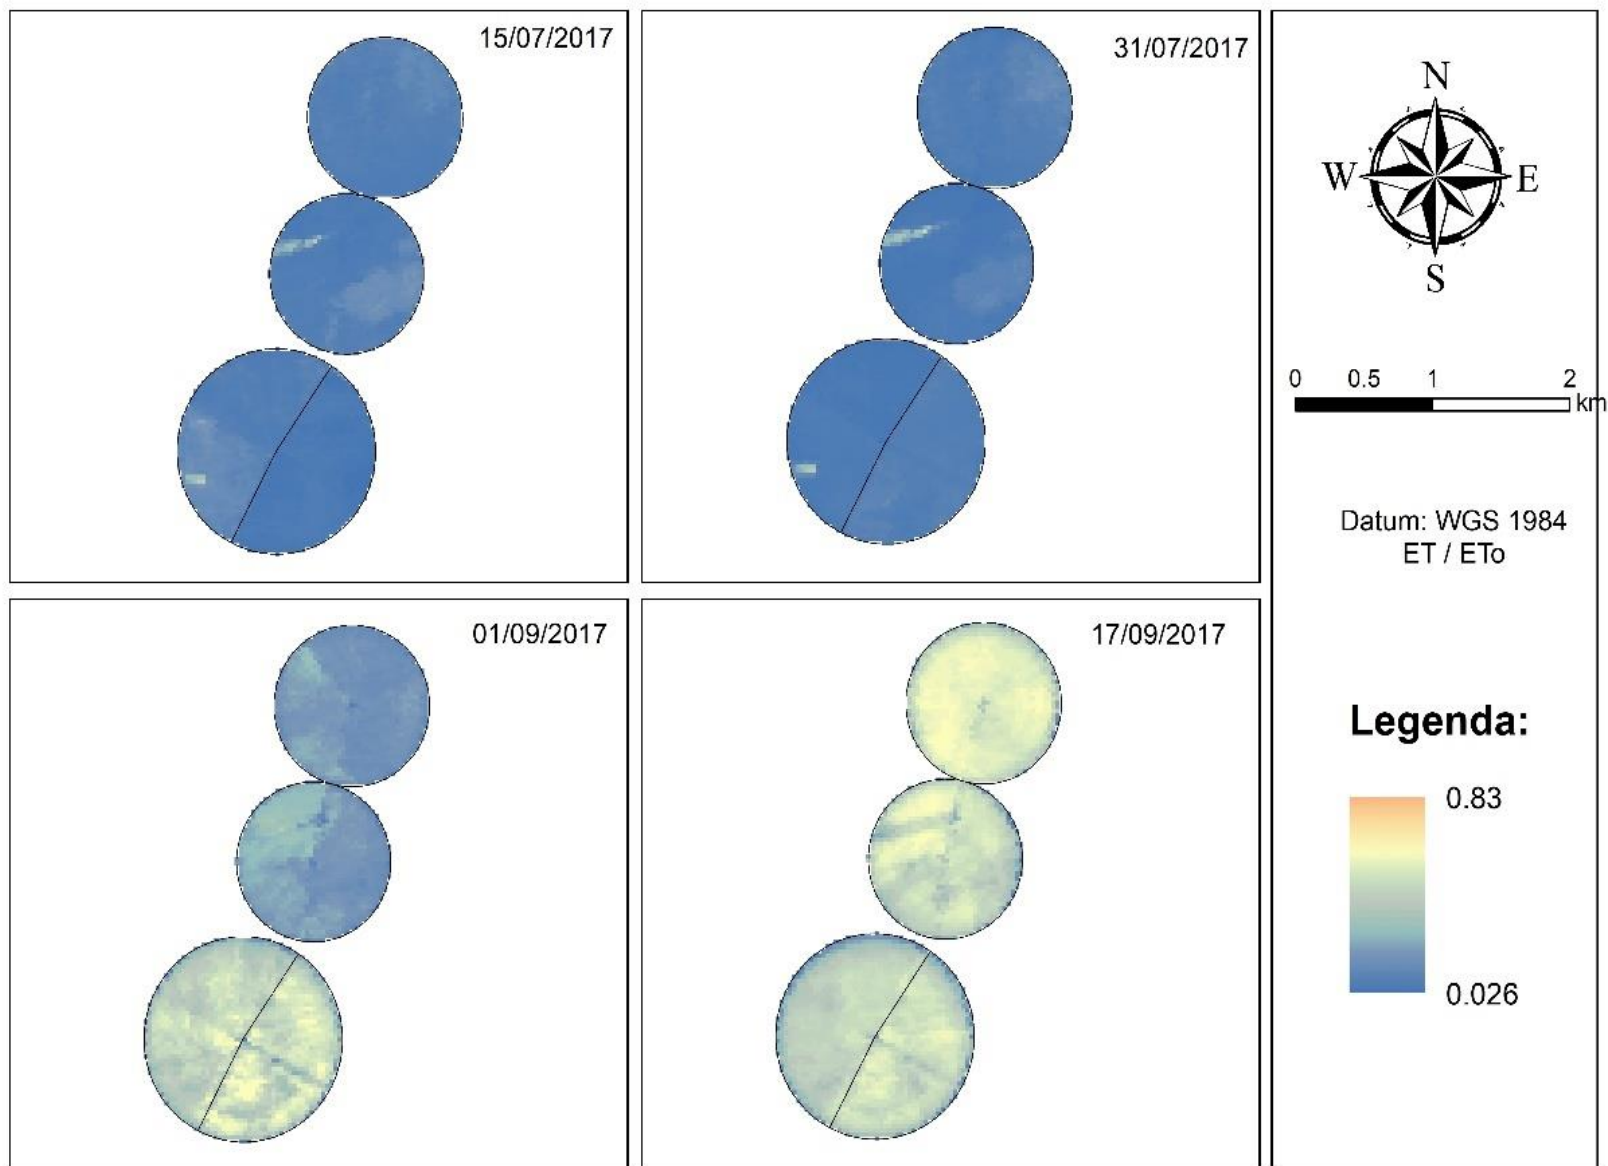 15/07/2017
31/07/2017
N
W
E
S
0 0.5 1 2
km
Datum: WGS 1984
ET / ETo
01/09/2017
17/09/2017
Legenda:
0.83
0.026